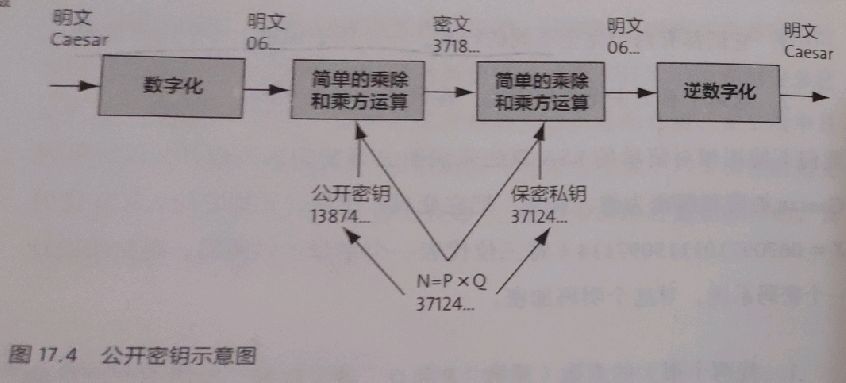 明文
Caesar
明文
06...
密文
3718...
明文
06...
明文
Caesar
数字化
简单的乘除
和乘方运算
简单的乘除
和乘方运算
逆数字化
公开密钥
13874...
保密私钥
37124...
N=P×Q
37124...
图 17.4 公开密钥示意图